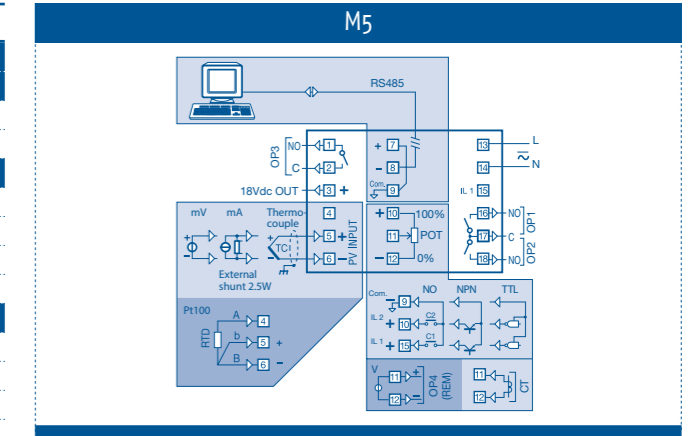 M5
RS485
OP3
NO
1
C
2
18Vdc OUT
3 +
4
5 +
6 −
PV INPUT
+ 7
− 8
Com. 9
+ 10 100%
11 POT
− 12 0%
13 L
14 N
IL 1 15
16 NO
17 C
18 NO
OP1
OP2
mV mA Thermo-
couple
+
−
TC
External
shunt 2.5W
Pt100
RTD
A 4
b 5 +
B 6 −
NO NPN TTL
Com. − 9
IL 2 + 10 C2
IL 1 + 15 C1
V 11 +
12 −
OP4
(REM)
11
12
CT